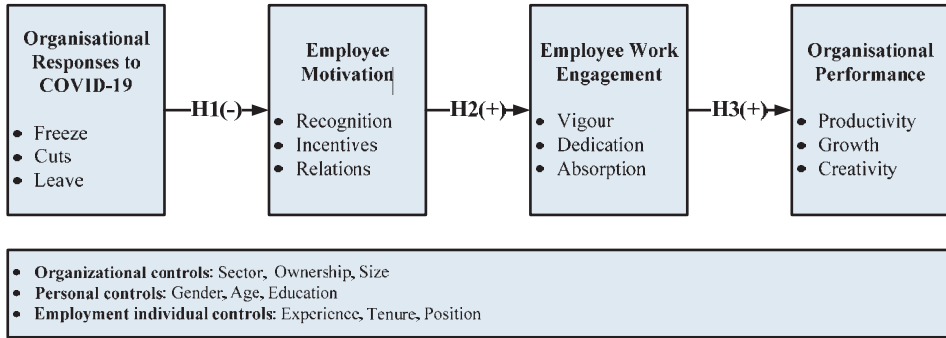 Organisational
Responses to
COVID-19
• Freeze
• Cuts
• Leave
H1(-)
Employee
Motivation
• Recognition
• Incentives
• Relations
H2(+)
Employee Work
Engagement
• Vigour
• Dedication
• Absorption
H3(+)
Organisational
Performance
• Productivity
• Growth
• Creativity
• Organizational controls: Sector, Ownership, Size
• Personal controls: Gender, Age, Education
• Employment individual controls: Experience, Tenure, Position